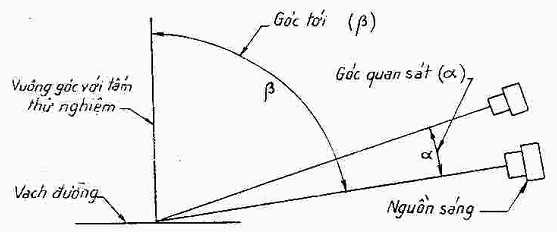 Góc tới (β)
Góc quan sát (α)
Vuông góc với tấm
thử nghiệm
β
α
Vạch đường
Nguồn sáng